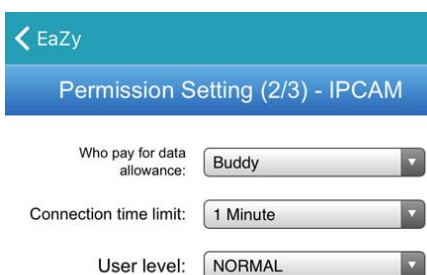 EaZy
Permission Setting (2/3) - IPCAM
Who pay for data
allowance:
Buddy
Connection time limit:
1 Minute
User level:
NORMAL